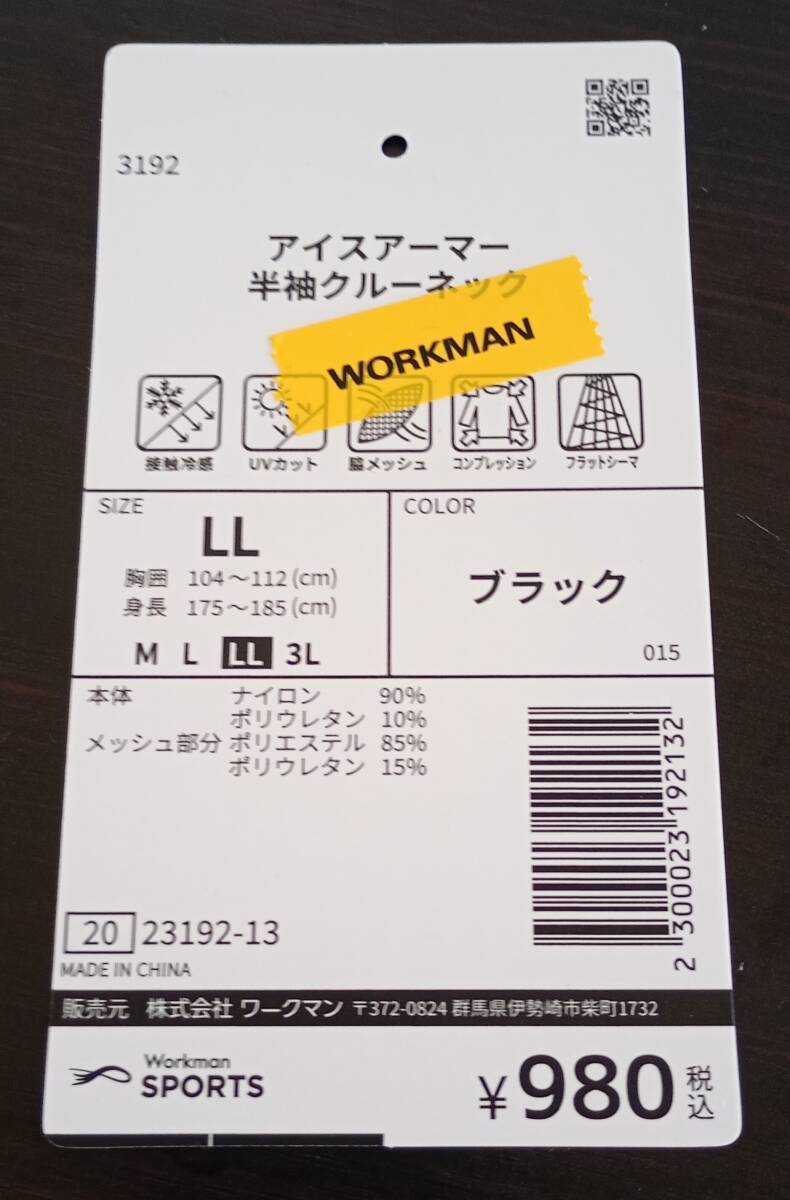 3192
アイスアーマー
半袖クルーネック
WORKMAN
接触冷感 UVカット 脇メッシュ コンプレッション フラットシーマ
SIZE
LL
胸囲 104〜112(cm)
身長 175〜185(cm)
M L LL 3L
COLOR
ブラック
015
本体 ナイロン 90%
ポリウレタン 10%
メッシュ部分 ポリエステル 85%
ポリウレタン 15%
2 300023 192132
20 23192-13
MADE IN CHINA
販売元 株式会社 ワークマン 〒372-0824 群馬県伊勢崎市柴町1732
Workman
SPORTS
¥980 税込